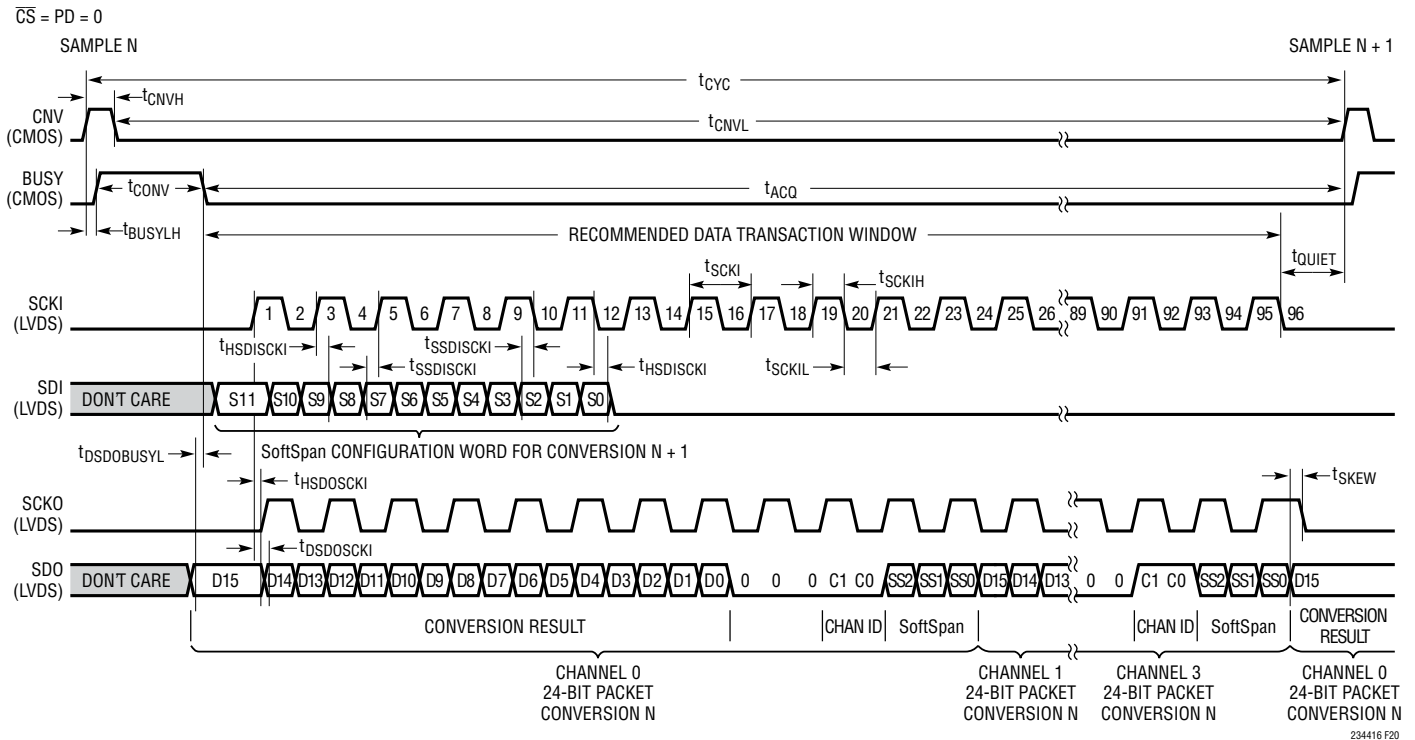 CS = PD = 0
SAMPLE N
SAMPLE N + 1
tCYC
tCNVH
CNV
(CMOS)
tCNVL
BUSY
(CMOS)
tCONV
tACQ
tBUSYLH
RECOMMENDED DATA TRANSACTION WINDOW
tQUIET
tSCKI
tSCKIH
SCKI
(LVDS)
1 2 3 4 5 6 7 8 9 10 11 12 13 14 15 16 17 18 19 20 21 22 23 24 25 26 89 90 91 92 93 94 95 96
tHSDISCKI
tSSDISCKI
tSSDISCKI
tHSDISCKI
tSCKIL
SDI
(LVDS)
DON'T CARE S11 S10 S9 S8 S7 S6 S5 S4 S3 S2 S1 S0
SoftSpan CONFIGURATION WORD FOR CONVERSION N + 1
tDSDOBUSYL
tHSDOSCKI
tSKEW
SCKO
(LVDS)
tDSDOSCKI
SDO
(LVDS)
DON'T CARE D15 D14 D13 D12 D11 D10 D9 D8 D7 D6 D5 D4 D3 D2 D1 D0 0 0 0 C1 C0 SS2 SS1 SS0 D15 D14 D13 0 0 C1 C0 SS2 SS1 SS0 D15
CONVERSION RESULT
CHAN ID
SoftSpan
CHAN ID
SoftSpan
CONVERSION
RESULT
CHANNEL 0
24-BIT PACKET
CONVERSION N
CHANNEL 1
24-BIT PACKET
CONVERSION N
CHANNEL 3
24-BIT PACKET
CONVERSION N
CHANNEL 0
24-BIT PACKET
CONVERSION N
234416 F20